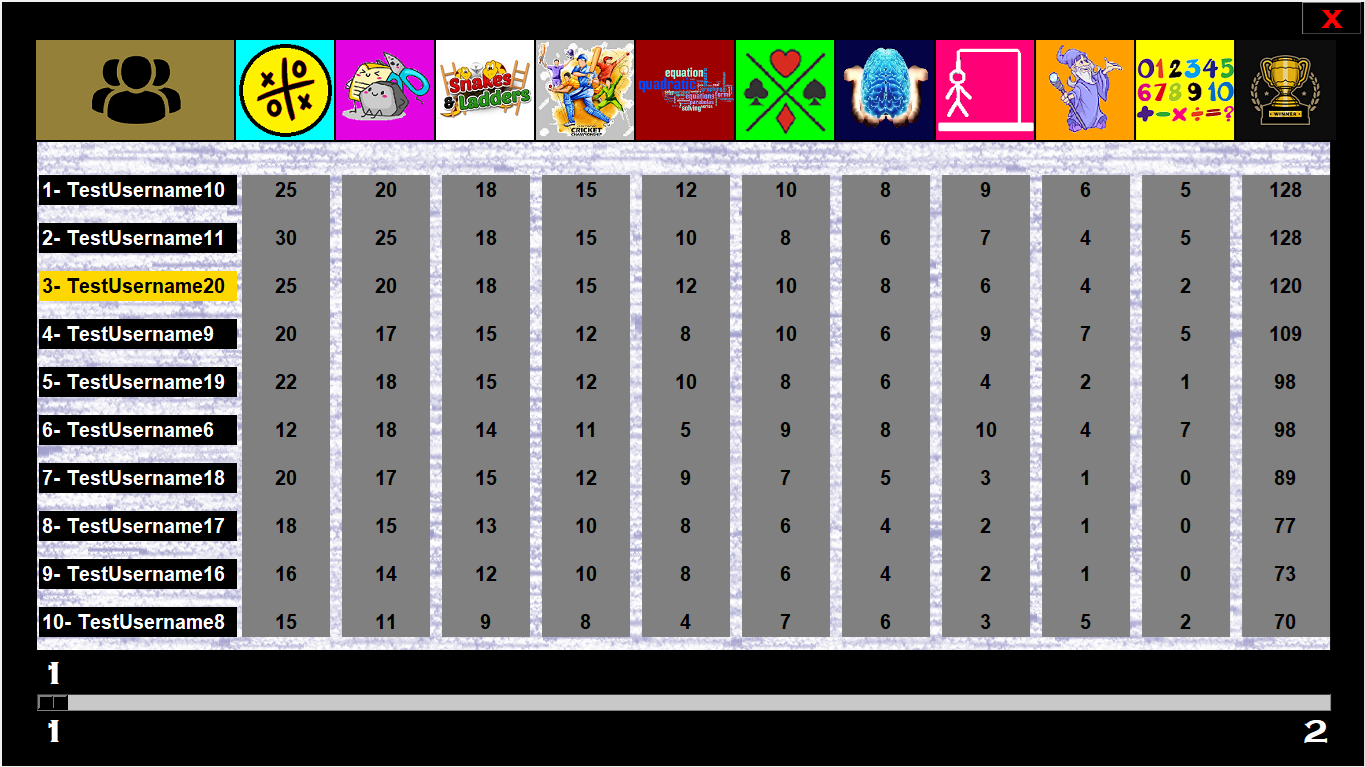 X
Snakes
& Ladders
CRICKET
CHAMPIONSHIP
equation
quadratic
equations form
parabolas
solving
0 1 2 3 4 5
6 7 8 9 10
+ - × ÷ = ?
WINNER
1- TestUsername10 25 20 18 15 12 10 8 9 6 5 128
2- TestUsername11 30 25 18 15 10 8 6 7 4 5 128
3- TestUsername20 25 20 18 15 12 10 8 6 4 2 120
4- TestUsername9 20 17 15 12 8 10 6 9 7 5 109
5- TestUsername19 22 18 15 12 10 8 6 4 2 1 98
6- TestUsername6 12 18 14 11 5 9 8 10 4 7 98
7- TestUsername18 20 17 15 12 9 7 5 3 1 0 89
8- TestUsername17 18 15 13 10 8 6 4 2 1 0 77
9- TestUsername16 16 14 12 10 8 6 4 2 1 0 73
10- TestUsername8 15 11 9 8 4 7 6 3 5 2 70
1
1 2